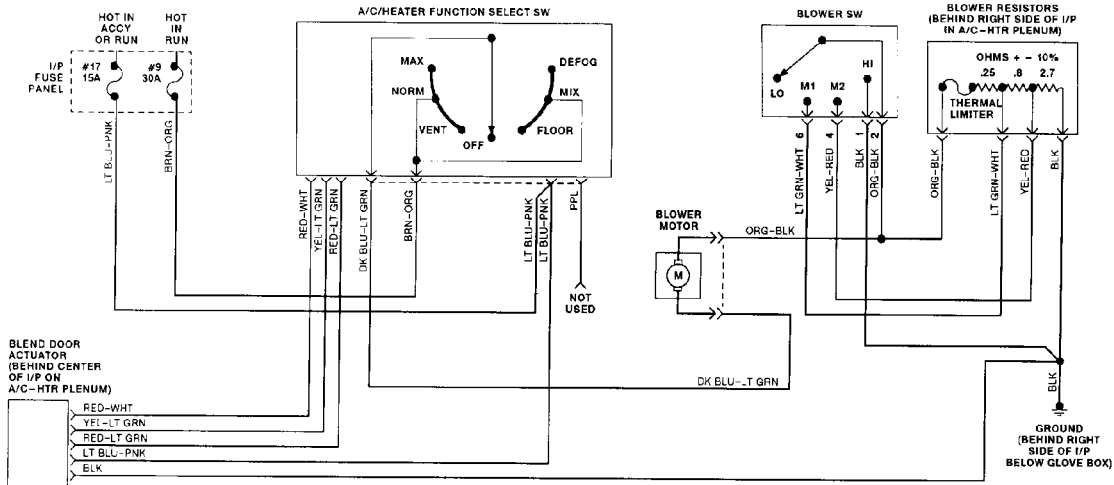 HOT IN
ACCY
OR RUN
HOT
IN
RUN
I/P
FUSE
PANEL
#17
15A
#9
30A
LT BLU-PNK
BRN-ORG
A/C/HEATER FUNCTION SELECT SW
MAX
NORM
VENT
OFF
DEFOG
MIX
FLOOR
RED-WHT
YEL-LT GRN
RED-LT GRN
DK BLU-LT GRN
BRN-ORG
LT BLU-PNK
LT BLU-PNK
PPL
NOT
USED
BLOWER SW
LO
M1
M2
HI
6
4
1
2
LT GRN-WHT
YEL-RED
BLK
ORG-BLK
BLOWER RESISTORS
(BEHIND RIGHT SIDE OF I/P
IN A/C-HTR PLENUM)
OHMS + - 10%
.25
.8
2.7
THERMAL
LIMITER
ORG-BLK
LT GRN-WHT
YEL-RED
BLK
BLOWER
MOTOR
M
ORG-BLK
DK BLU-LT GRN
BLK
GROUND
(BEHIND RIGHT
SIDE OF I/P
BELOW GLOVE BOX)
BLEND DOOR
ACTUATOR
(BEHIND CENTER
OF I/P ON
A/C-HTR PLENUM)
RED-WHT
YEL-LT GRN
RED-LT GRN
LT BLU-PNK
BLK